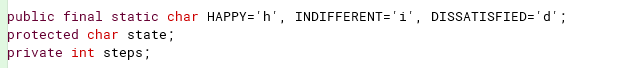 public final static char HAPPY='h', INDIFFERENT='i', DISSATISFIED='d';
protected char state;
private int steps;